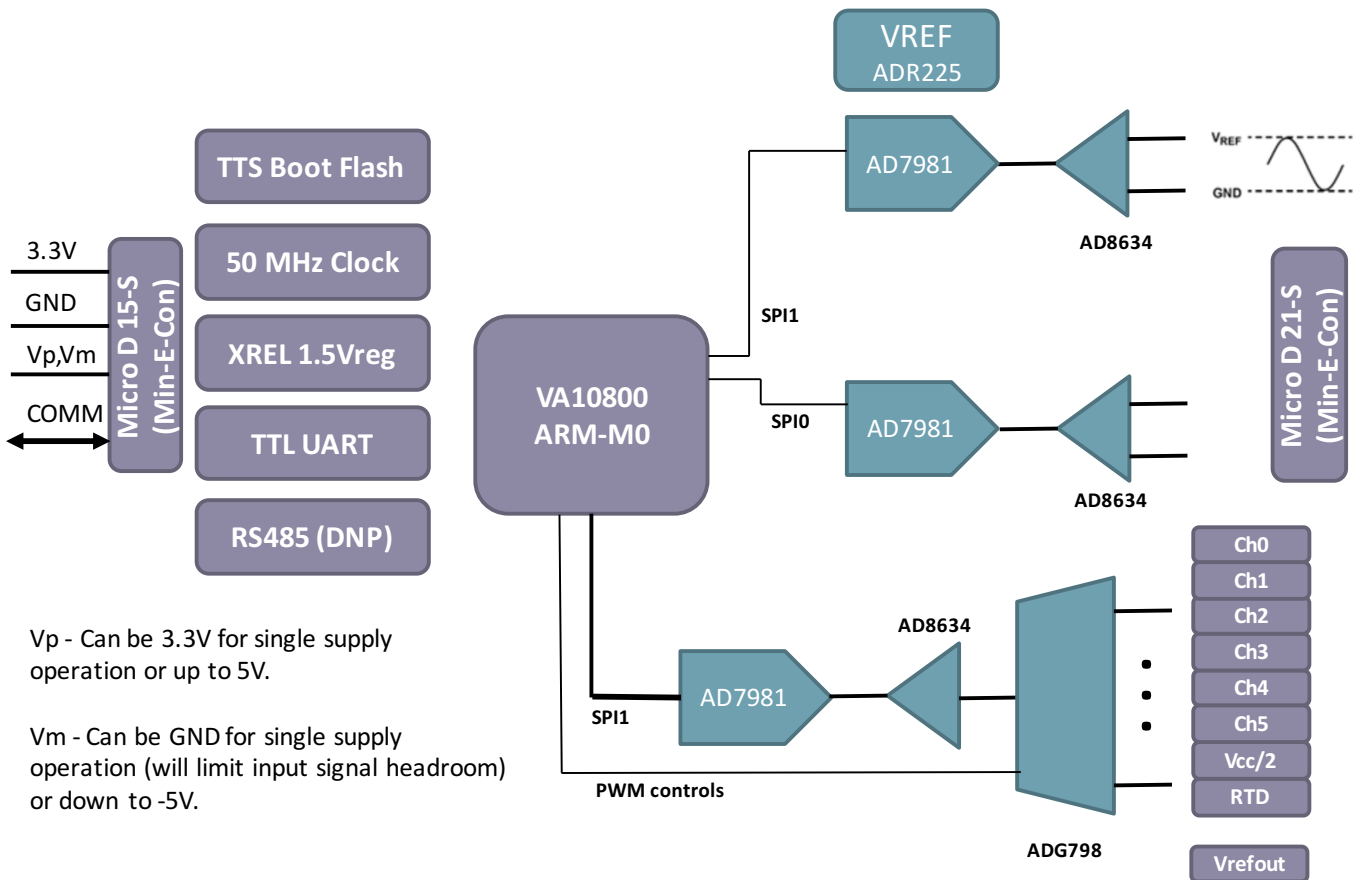 VREF
ADR225
TTS Boot Flash
50 MHz Clock
XREL 1.5Vreg
TTL UART
RS485 (DNP)
3.3V
GND
Vp,Vm
COMM
Micro D 15-S
(Min-E-Con)
VA10800
ARM-M0
SPI1
SPI0
AD7981
AD8634
VREF
GND
AD7981
AD8634
Micro D 21-S
(Min-E-Con)
Vp - Can be 3.3V for single supply
operation or up to 5V.
Vm - Can be GND for single supply
operation (will limit input signal headroom)
or down to -5V.
SPI1
AD7981
AD8634
PWM controls
ADG798
Ch0
Ch1
Ch2
Ch3
Ch4
Ch5
Vcc/2
RTD
Vrefout